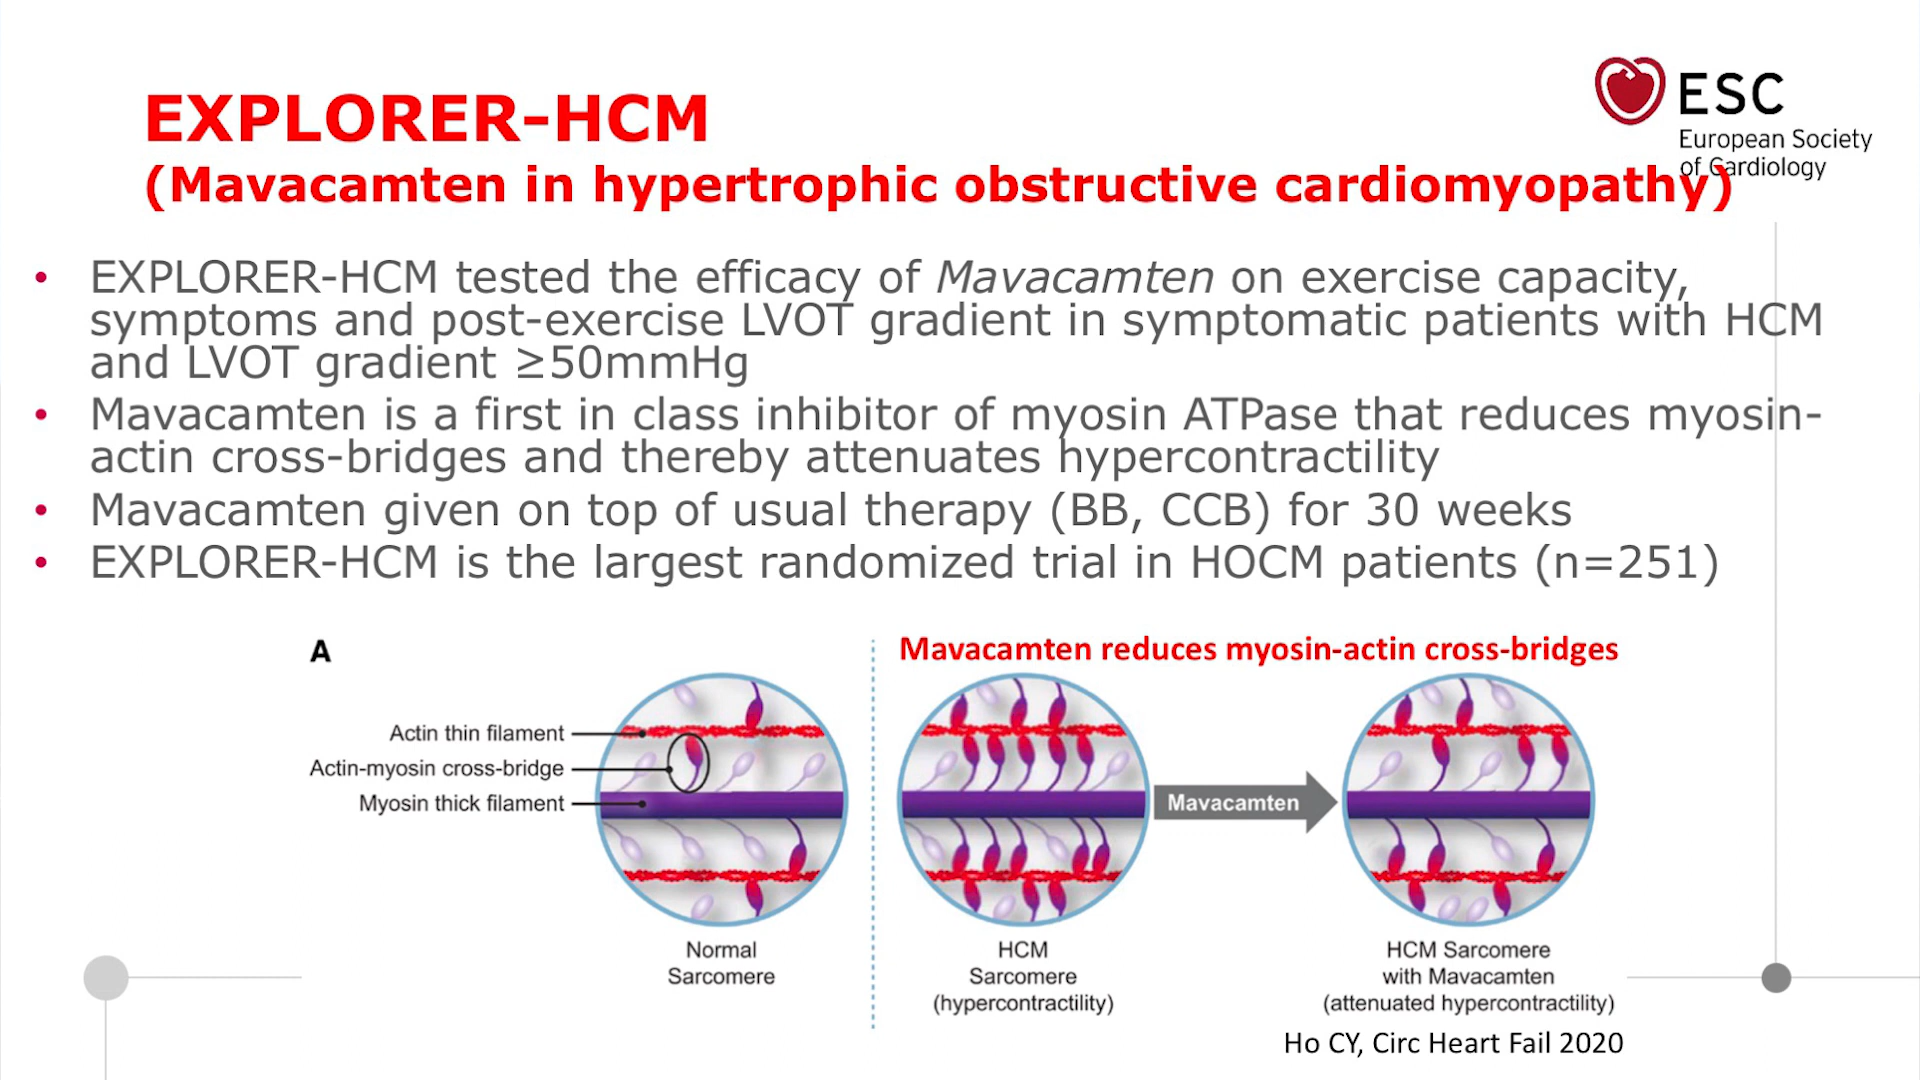 EXPLORER-HCM
(Mavacamten in hypertrophic obstructive cardiomyopathy)
ESC
European Society
of Cardiology
• EXPLORER-HCM tested the efficacy of Mavacamten on exercise capacity,
symptoms and post-exercise LVOT gradient in symptomatic patients with HCM
and LVOT gradient ≥50mmHg
• Mavacamten is a first in class inhibitor of myosin ATPase that reduces myosin-
actin cross-bridges and thereby attenuates hypercontractility
• Mavacamten given on top of usual therapy (BB, CCB) for 30 weeks
• EXPLORER-HCM is the largest randomized trial in HOCM patients (n=251)
A
Mavacamten reduces myosin-actin cross-bridges
Actin thin filament
Actin-myosin cross-bridge
Myosin thick filament
Mavacamten
Normal
Sarcomere
HCM
Sarcomere
(hypercontractility)
HCM Sarcomere
with Mavacamten
(attenuated hypercontractility)
Ho CY, Circ Heart Fail 2020